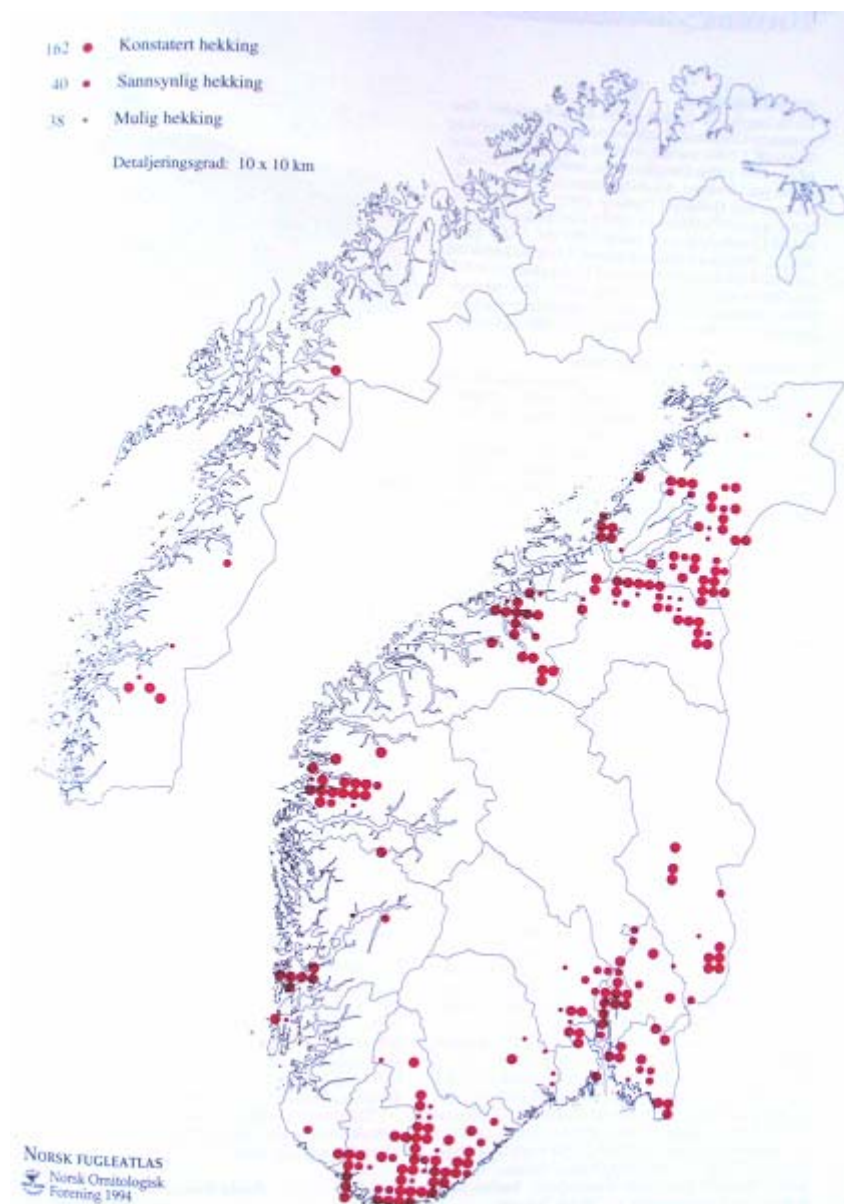 162 Konstatert hekking
40 Sannsynlig hekking
38 Mulig hekking
Detaljeringsgrad: 10 x 10 km
NORSK FUGLEATLAS
Norsk Ornitologisk
Forening 1994